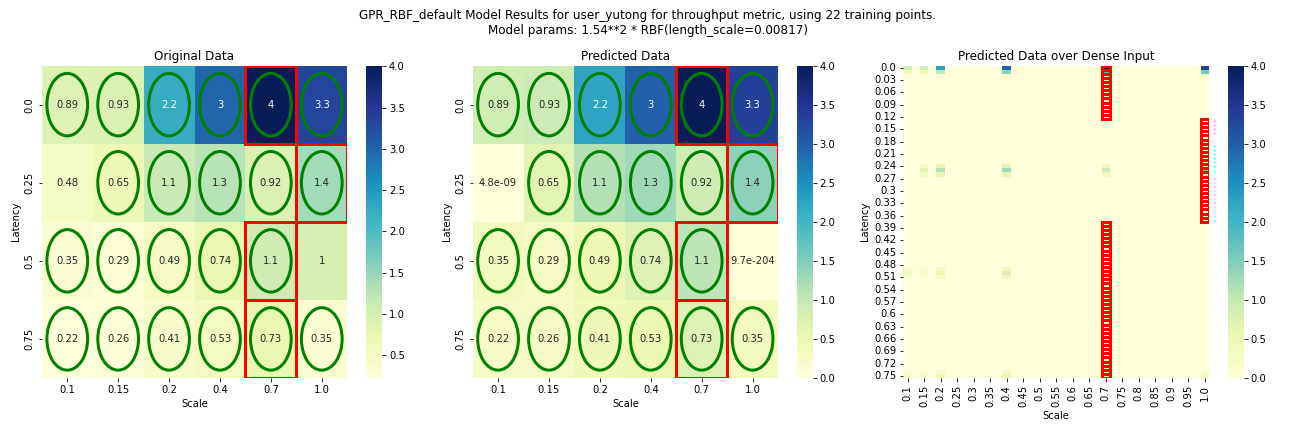 GPR_RBF_default Model Results for user_yutong for throughput metric, using 22 training points.
Model params: 1.54**2 * RBF(length_scale=0.00817)
Original Data
0.0
0.89 0.93 2.2 3 4 3.3
0.25
0.48 0.65 1.1 1.3 0.92 1.4
0.5
0.35 0.29 0.49 0.74 1.1 1
0.75
0.22 0.26 0.41 0.53 0.73 0.35
0.1 0.15 0.2 0.4 0.7 1.0
Scale
Latency
4.0
3.5
3.0
2.5
2.0
1.5
1.0
0.5
Predicted Data
0.0
0.89 0.93 2.2 3 4 3.3
0.25
4.8e-09 0.65 1.1 1.3 0.92 1.4
0.5
0.35 0.29 0.49 0.74 1.1 9.7e-204
0.75
0.22 0.26 0.41 0.53 0.73 0.35
0.1 0.15 0.2 0.4 0.7 1.0
Scale
Latency
4.0
3.5
3.0
2.5
2.0
1.5
1.0
0.5
0.0
Predicted Data over Dense Input
0.0
0.03
0.06
0.09
0.12
0.15
0.18
0.21
0.24
0.27
0.3
0.33
0.36
0.39
0.42
0.45
0.48
0.51
0.54
0.57
0.6
0.63
0.66
0.69
0.72
0.75
0.1 0.15 0.2 0.25 0.3 0.35 0.4 0.45 0.5 0.55 0.6 0.65 0.7 0.75 0.8 0.85 0.9 0.95 1.0
Scale
Latency
4.0
3.5
3.0
2.5
2.0
1.5
1.0
0.5
0.0